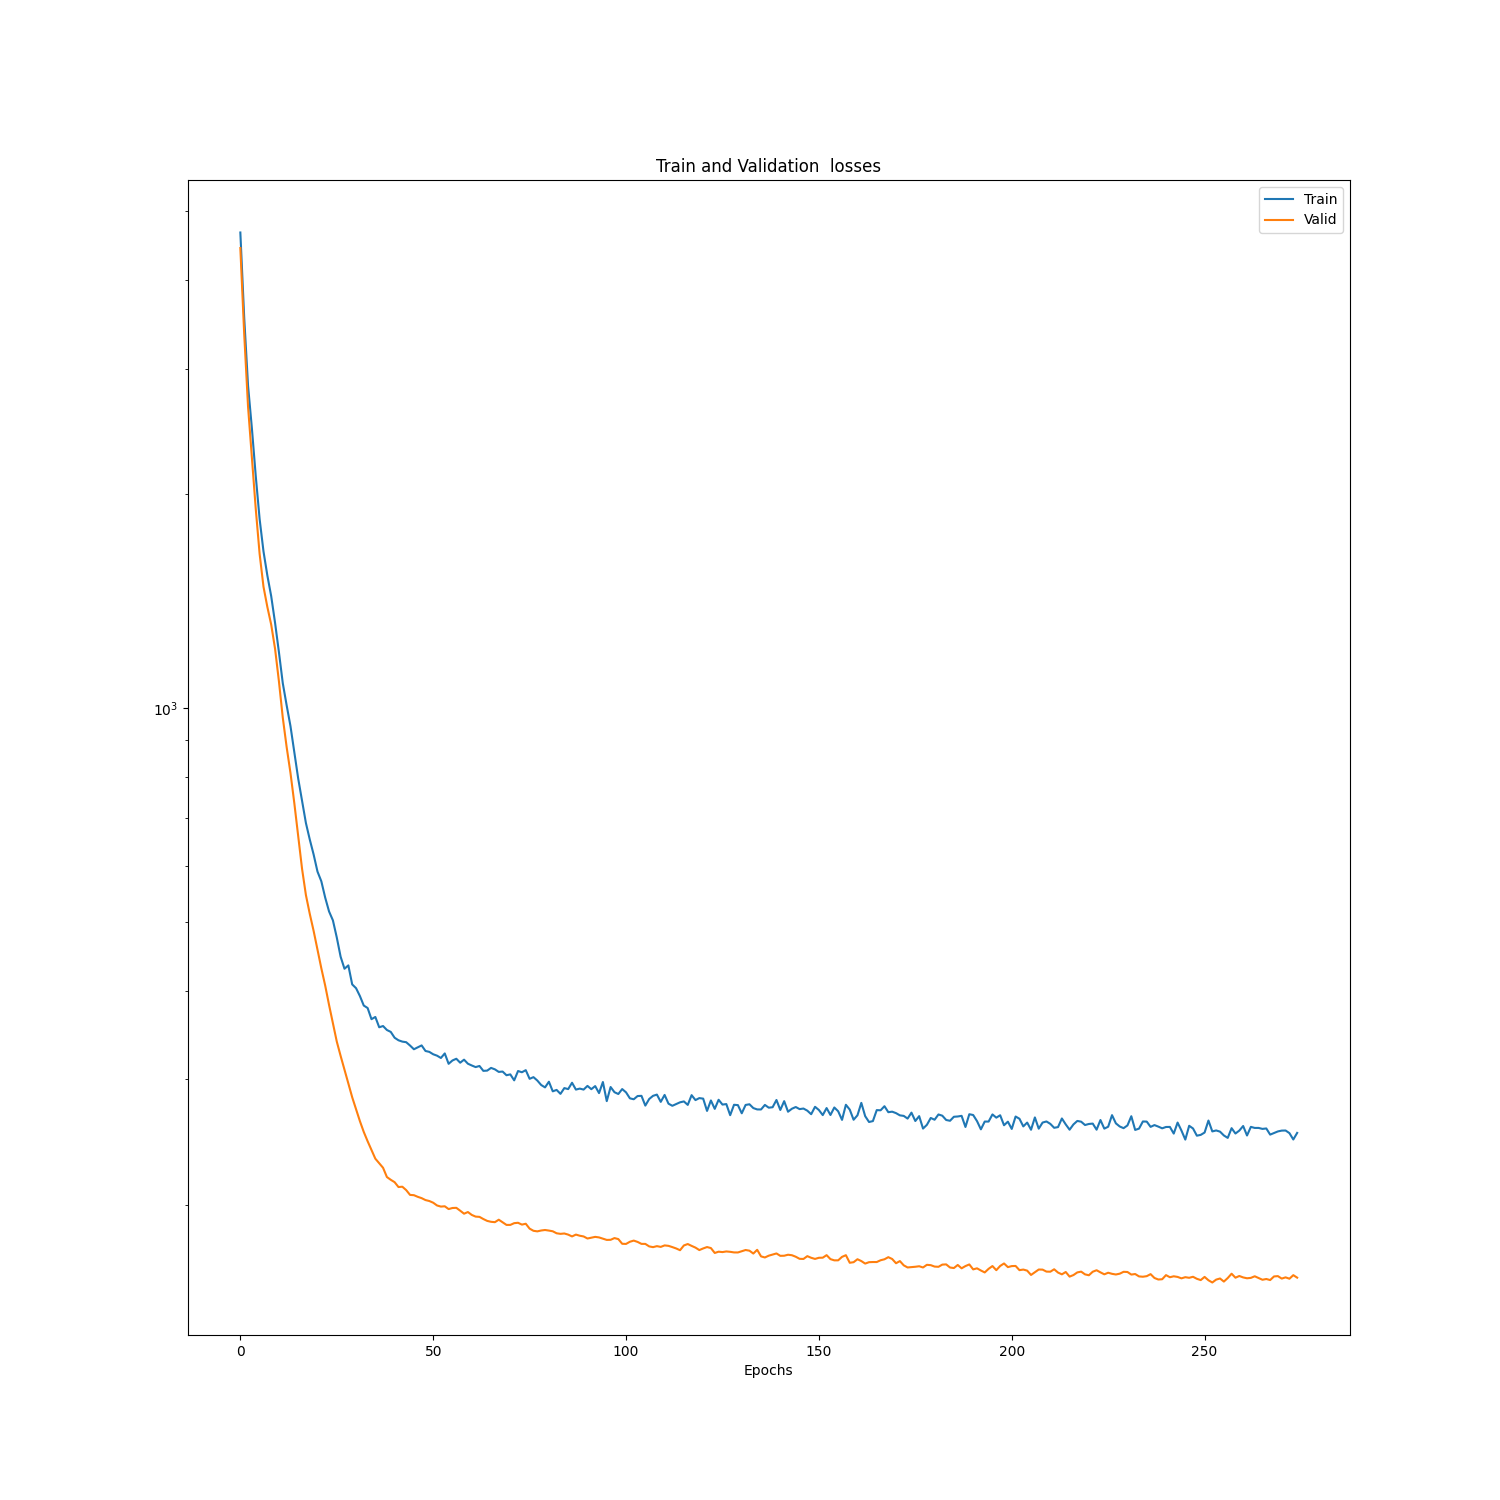 Train and Validation  losses
Train
Valid
10³
0 50 100 150 200 250
Epochs